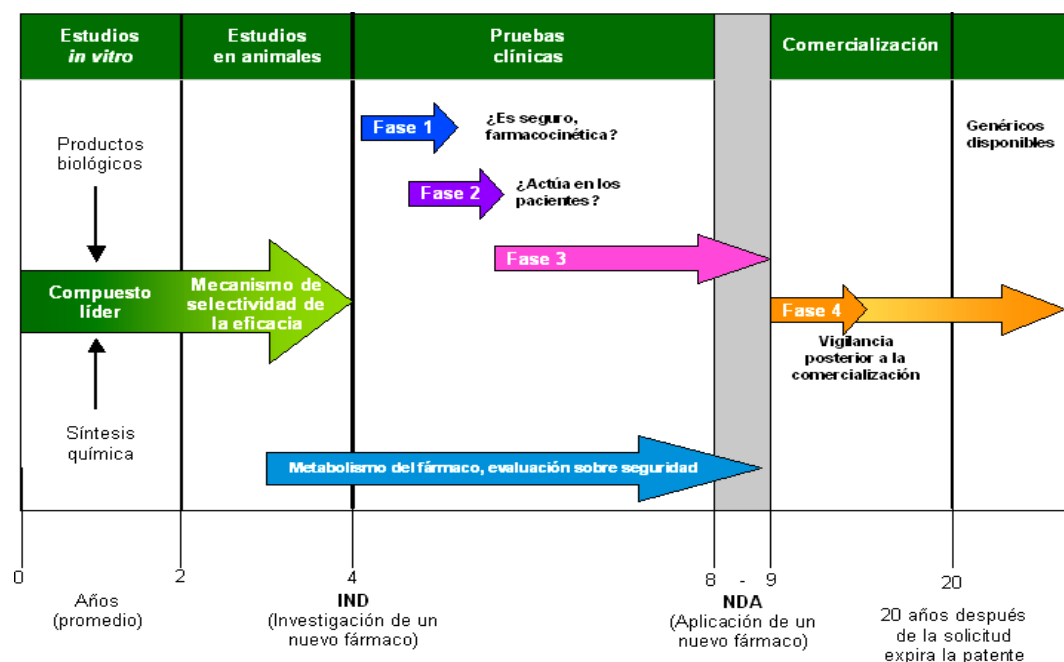 Estudios
in vitro
Estudios
en animales
Pruebas
clínicas
Comercialización
Fase 1
¿Es seguro,
farmacocinética?
Genéricos
disponibles
Productos
biológicos
Fase 2
¿Actúa en los
pacientes?
Fase 3
Compuesto
líder
Mecanismo de
selectividad de
la eficacia
Fase 4
Vigilancia
posterior a la
comercialización
Síntesis
química
Metabolismo del fármaco, evaluación sobre seguridad
0
2
4
8 - 9
20
Años
(promedio)
IND
(Investigación de un
nuevo fármaco)
NDA
(Aplicación de un
nuevo fármaco)
20 años después
de la solicitud
expira la patente